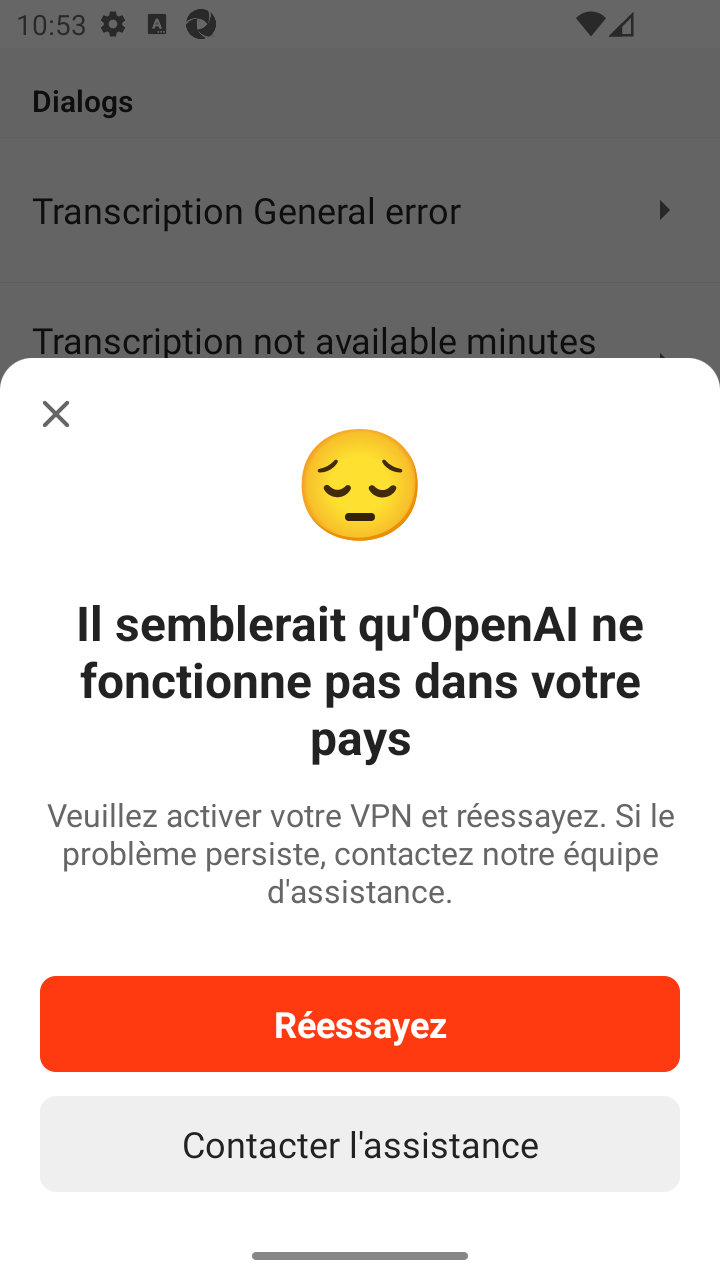 10:53
Dialogs
Transcription General error
Transcription not available minutes
Il semblerait qu'OpenAI ne
fonctionne pas dans votre
pays
Veuillez activer votre VPN et réessayez. Si le
problème persiste, contactez notre équipe
d'assistance.
Réessayez
Contacter l'assistance